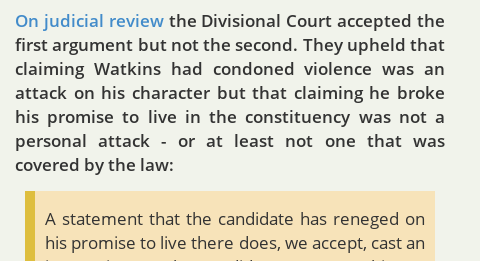 On judicial review the Divisional Court accepted the
first argument but not the second. They upheld that
claiming Watkins had condoned violence was an
attack on his character but that claiming he broke
his promise to live in the constituency was not a
personal attack - or at least not one that was
covered by the law:
A statement that the candidate has reneged on
his promise to live there does, we accept, cast an